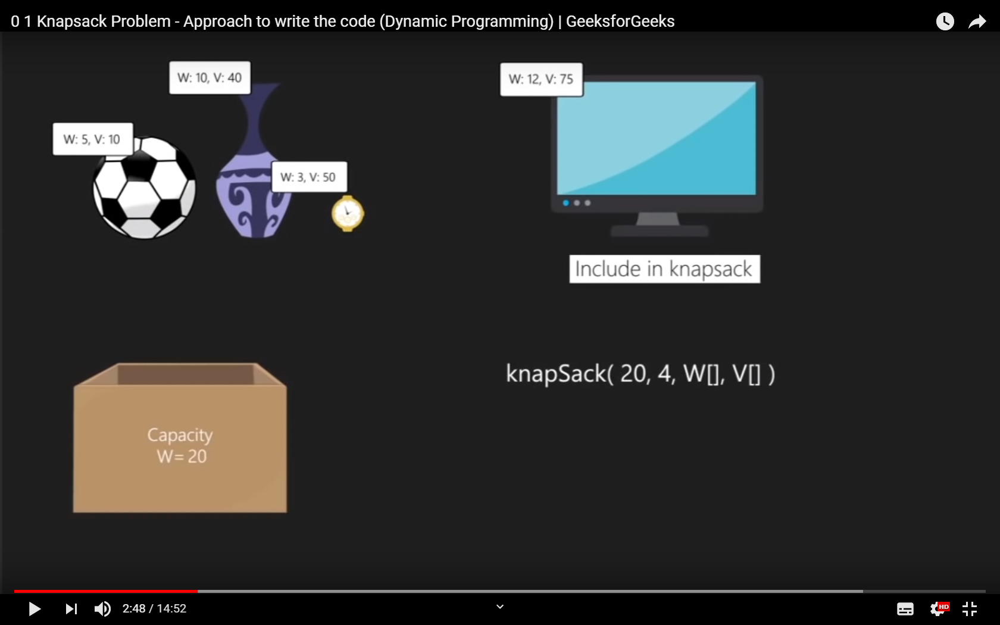 0 1 Knapsack Problem - Approach to write the code (Dynamic Programming) | GeeksforGeeks
W: 10, V: 40
W: 12, V: 75
W: 5, V: 10
W: 3, V: 50
Include in knapsack
knapSack( 20, 4, W[], V[] )
Capacity
W= 20
2:48 / 14:52
HD